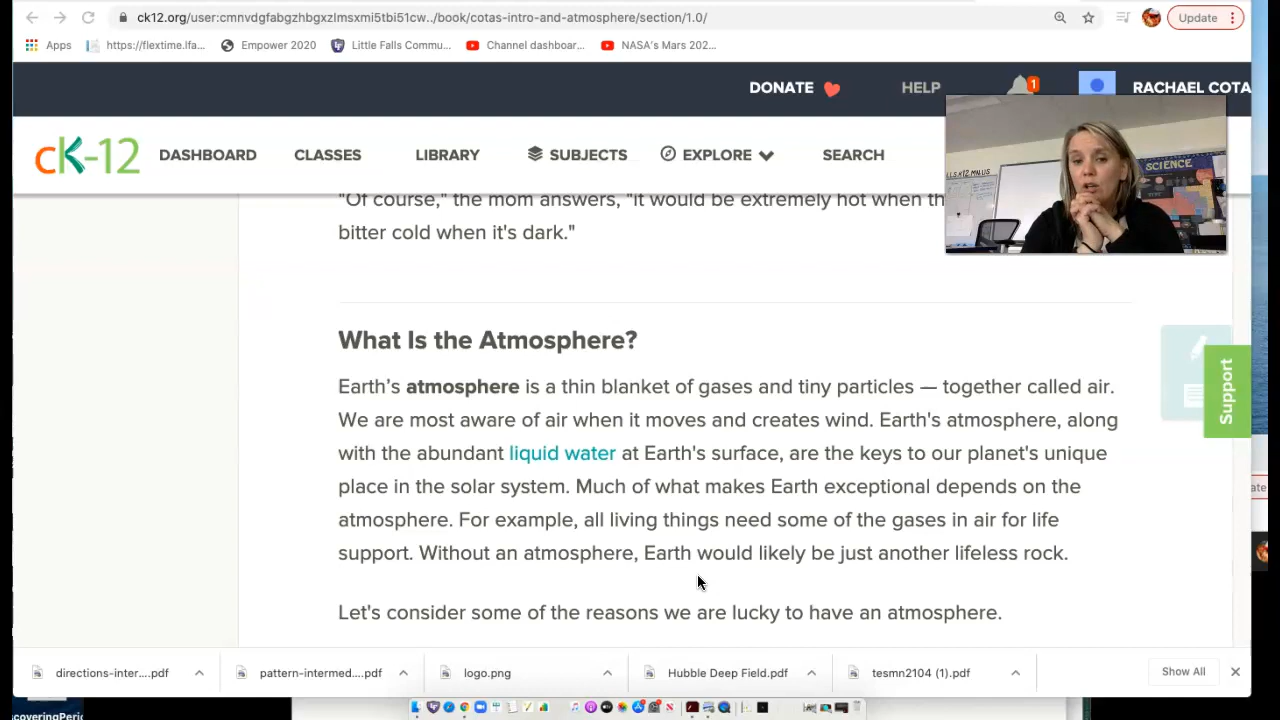 ck12.org/user:cmnvdgfabgzhbgxzlmsxmi5tbi51cw../book/cotas-intro-and-atmosphere/section/1.0/
Update
Apps https://flextime.lfa... Empower 2020 Little Falls Commu... Channel dashboar... NASA's Mars 202...
DONATE HELP 1 RACHAEL COTA
cK-12 DASHBOARD CLASSES LIBRARY SUBJECTS EXPLORE SEARCH
SCIENCE
"Of course," the mom answers, "it would be extremely hot when th
bitter cold when it's dark."
What Is the Atmosphere?
Earth's atmosphere is a thin blanket of gases and tiny particles — together called air.
We are most aware of air when it moves and creates wind. Earth's atmosphere, along
with the abundant liquid water at Earth's surface, are the keys to our planet's unique
place in the solar system. Much of what makes Earth exceptional depends on the
atmosphere. For example, all living things need some of the gases in air for life
support. Without an atmosphere, Earth would likely be just another lifeless rock.
Support
Let's consider some of the reasons we are lucky to have an atmosphere.
directions-inter....pdf pattern-intermed....pdf logo.png Hubble Deep Field.pdf tesmn2104 (1).pdf Show All